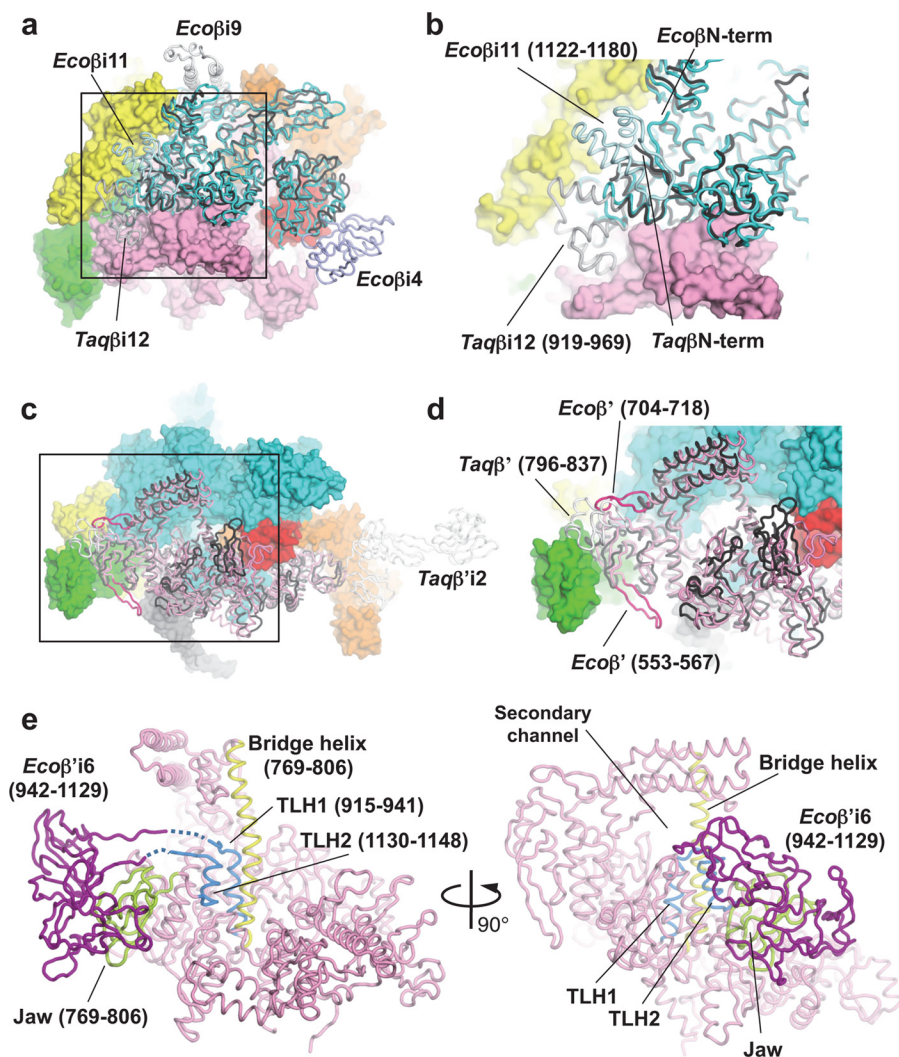 a
Ecoβi9
Ecoβi11
Ecoβi4
Taqβi12
b
EcoβN-term
Ecoβi11 (1122-1180)
Taqβi12 (919-969)
TaqβN-term
c
Taqβ'i2
d
Ecoβ’ (704-718)
Taqβ’ (796-837)
Ecoβ’ (553-567)
e
Ecoβ'i6
(942-1129)
Bridge helix
(769-806)
TLH1 (915-941)
TLH2 (1130-1148)
Jaw (769-806)
90°
Secondary
channel
Bridge helix
Ecoβ'i6
(942-1129)
TLH1
TLH2
Jaw